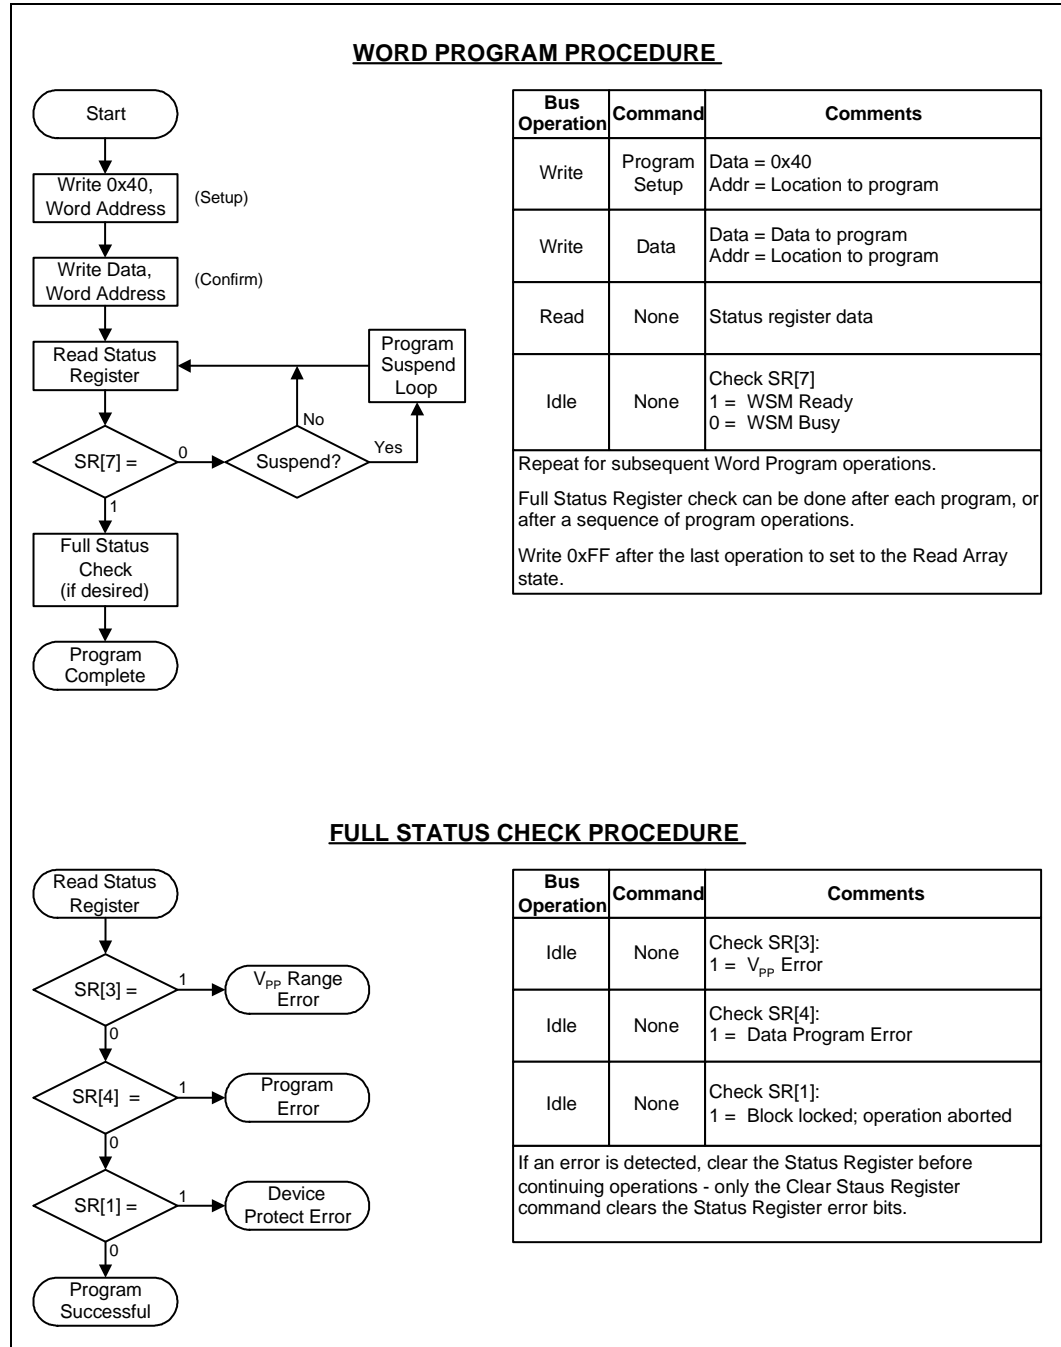 WORD PROGRAM PROCEDURE
Start
Write 0x40,
Word Address
(Setup)
Write Data,
Word Address
(Confirm)
Read Status
Register
Program
Suspend
Loop
No
Yes
SR[7] =
0
Suspend?
1
Full Status
Check
(if desired)
Program
Complete
Bus
Operation
Command
Comments
Write
Program
Setup
Data = 0x40
Addr = Location to program
Write
Data
Data = Data to program
Addr = Location to program
Read
None
Status register data
Idle
None
Check SR[7]
1 = WSM Ready
0 = WSM Busy
Repeat for subsequent Word Program operations.
Full Status Register check can be done after each program, or
after a sequence of program operations.
Write 0xFF after the last operation to set to the Read Array
state.
FULL STATUS CHECK PROCEDURE
Read Status
Register
SR[3] =
1
VPP Range
Error
0
SR[4] =
1
Program
Error
0
SR[1] =
1
Device
Protect Error
0
Program
Successful
Bus
Operation
Command
Comments
Idle
None
Check SR[3]:
1 = VPP Error
Idle
None
Check SR[4]:
1 = Data Program Error
Idle
None
Check SR[1]:
1 = Block locked; operation aborted
If an error is detected, clear the Status Register before
continuing operations - only the Clear Staus Register
command clears the Status Register error bits.